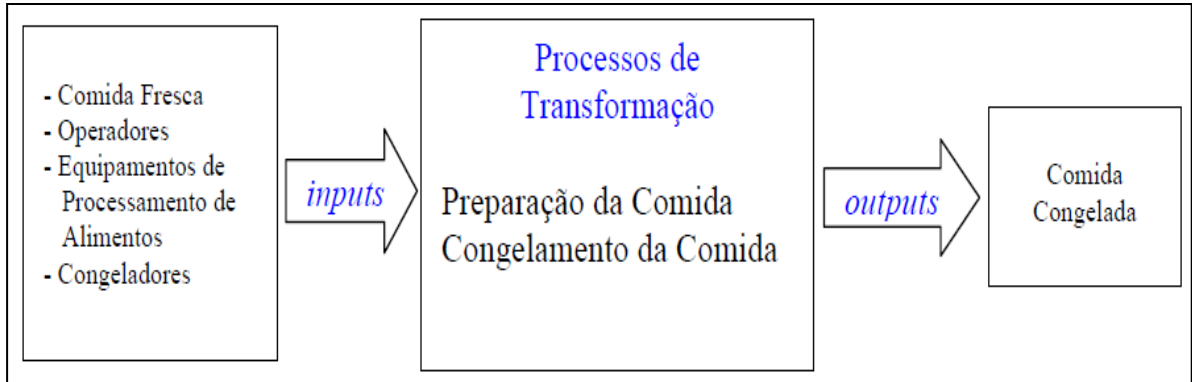 - Comida Fresca
- Operadores
- Equipamentos de
Processamento de
Alimentos
- Congeladores
inputs
Processos de
Transformação
Preparação da Comida
Congelamento da Comida
outputs
Comida
Congelada